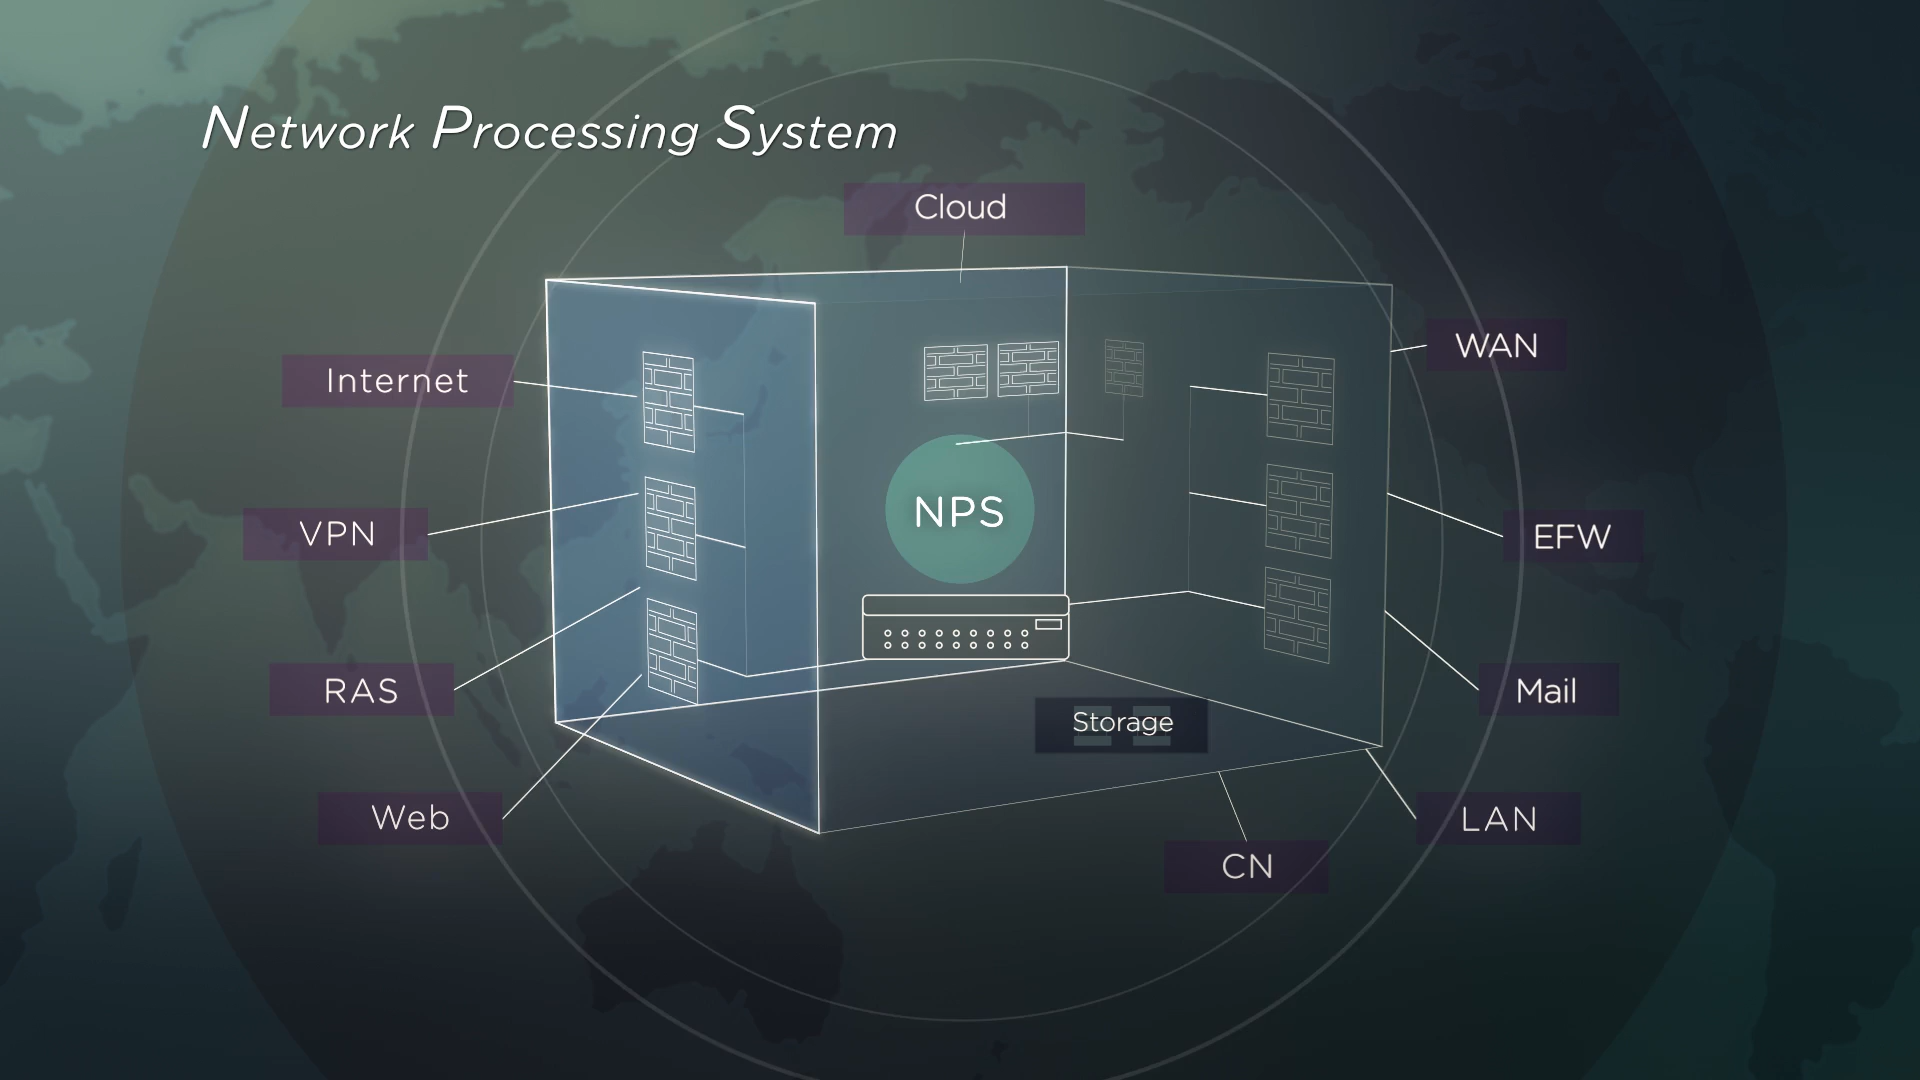 Network Processing System
Cloud
Internet
WAN
NPS
VPN
EFW
RAS
Mail
Storage
Web
LAN
CN